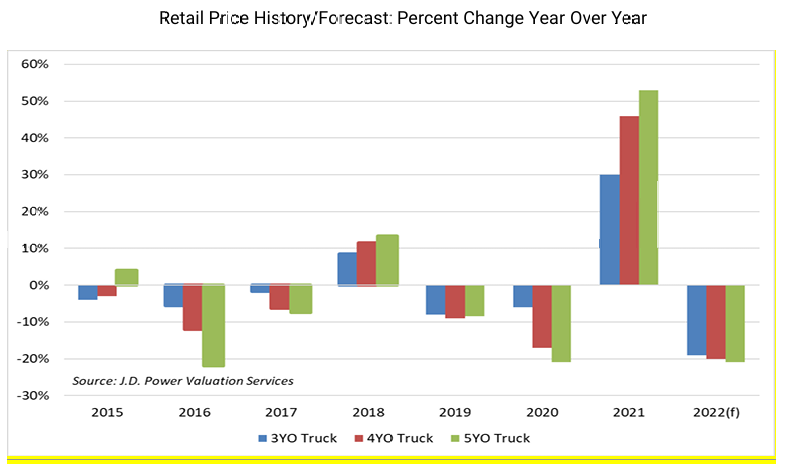 Retail Price History/Forecast: Percent Change Year Over Year
60%
50%
40%
30%
20%
10%
0%
-10%
-20%
-30%
Source: J.D. Power Valuation Services
2015 2016 2017 2018 2019 2020 2021 2022(f)
3YO Truck 4YO Truck 5YO Truck